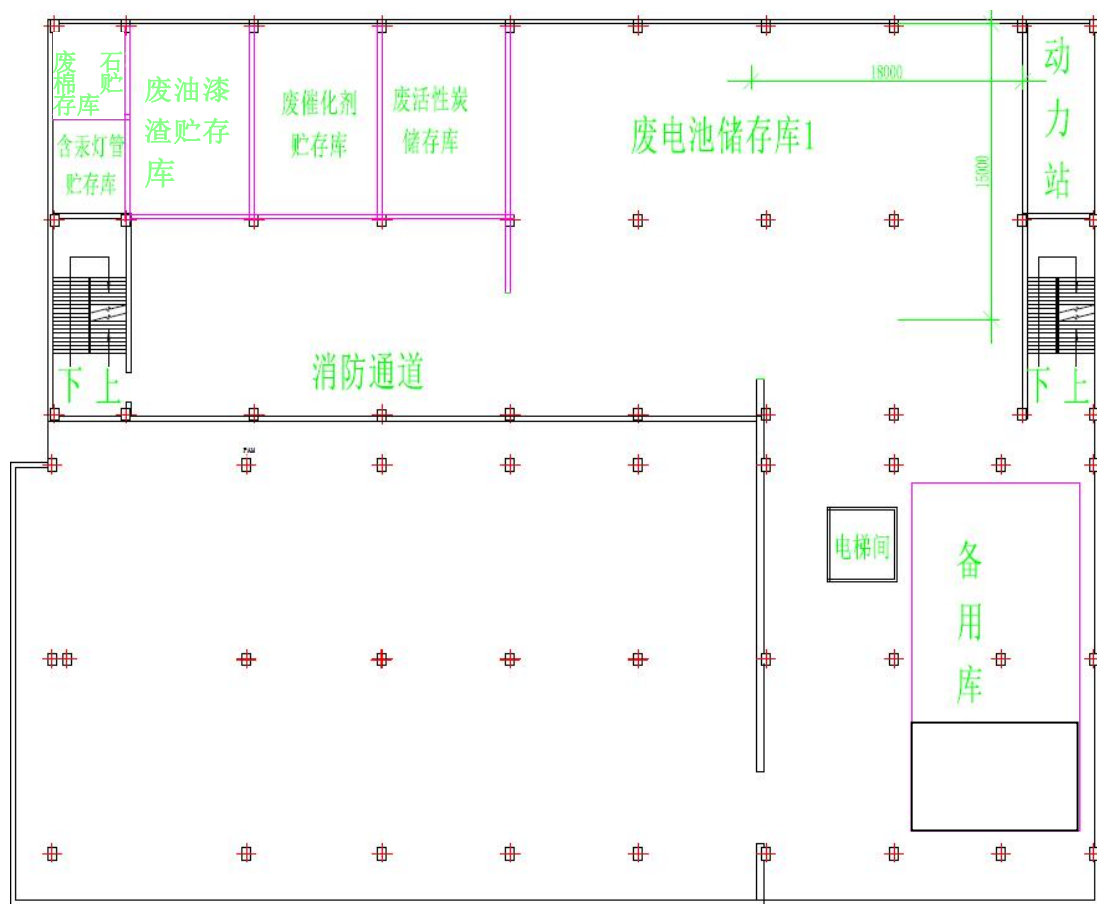 废 石
棉 贮
存库
含汞灯管
贮存库
废油漆
渣贮存
库
废催化剂
贮存库
废活性炭
储存库
废电池储存库1
18000
15000
动
力
站
消防通道
下 上
下 上
电梯间
备
用
库